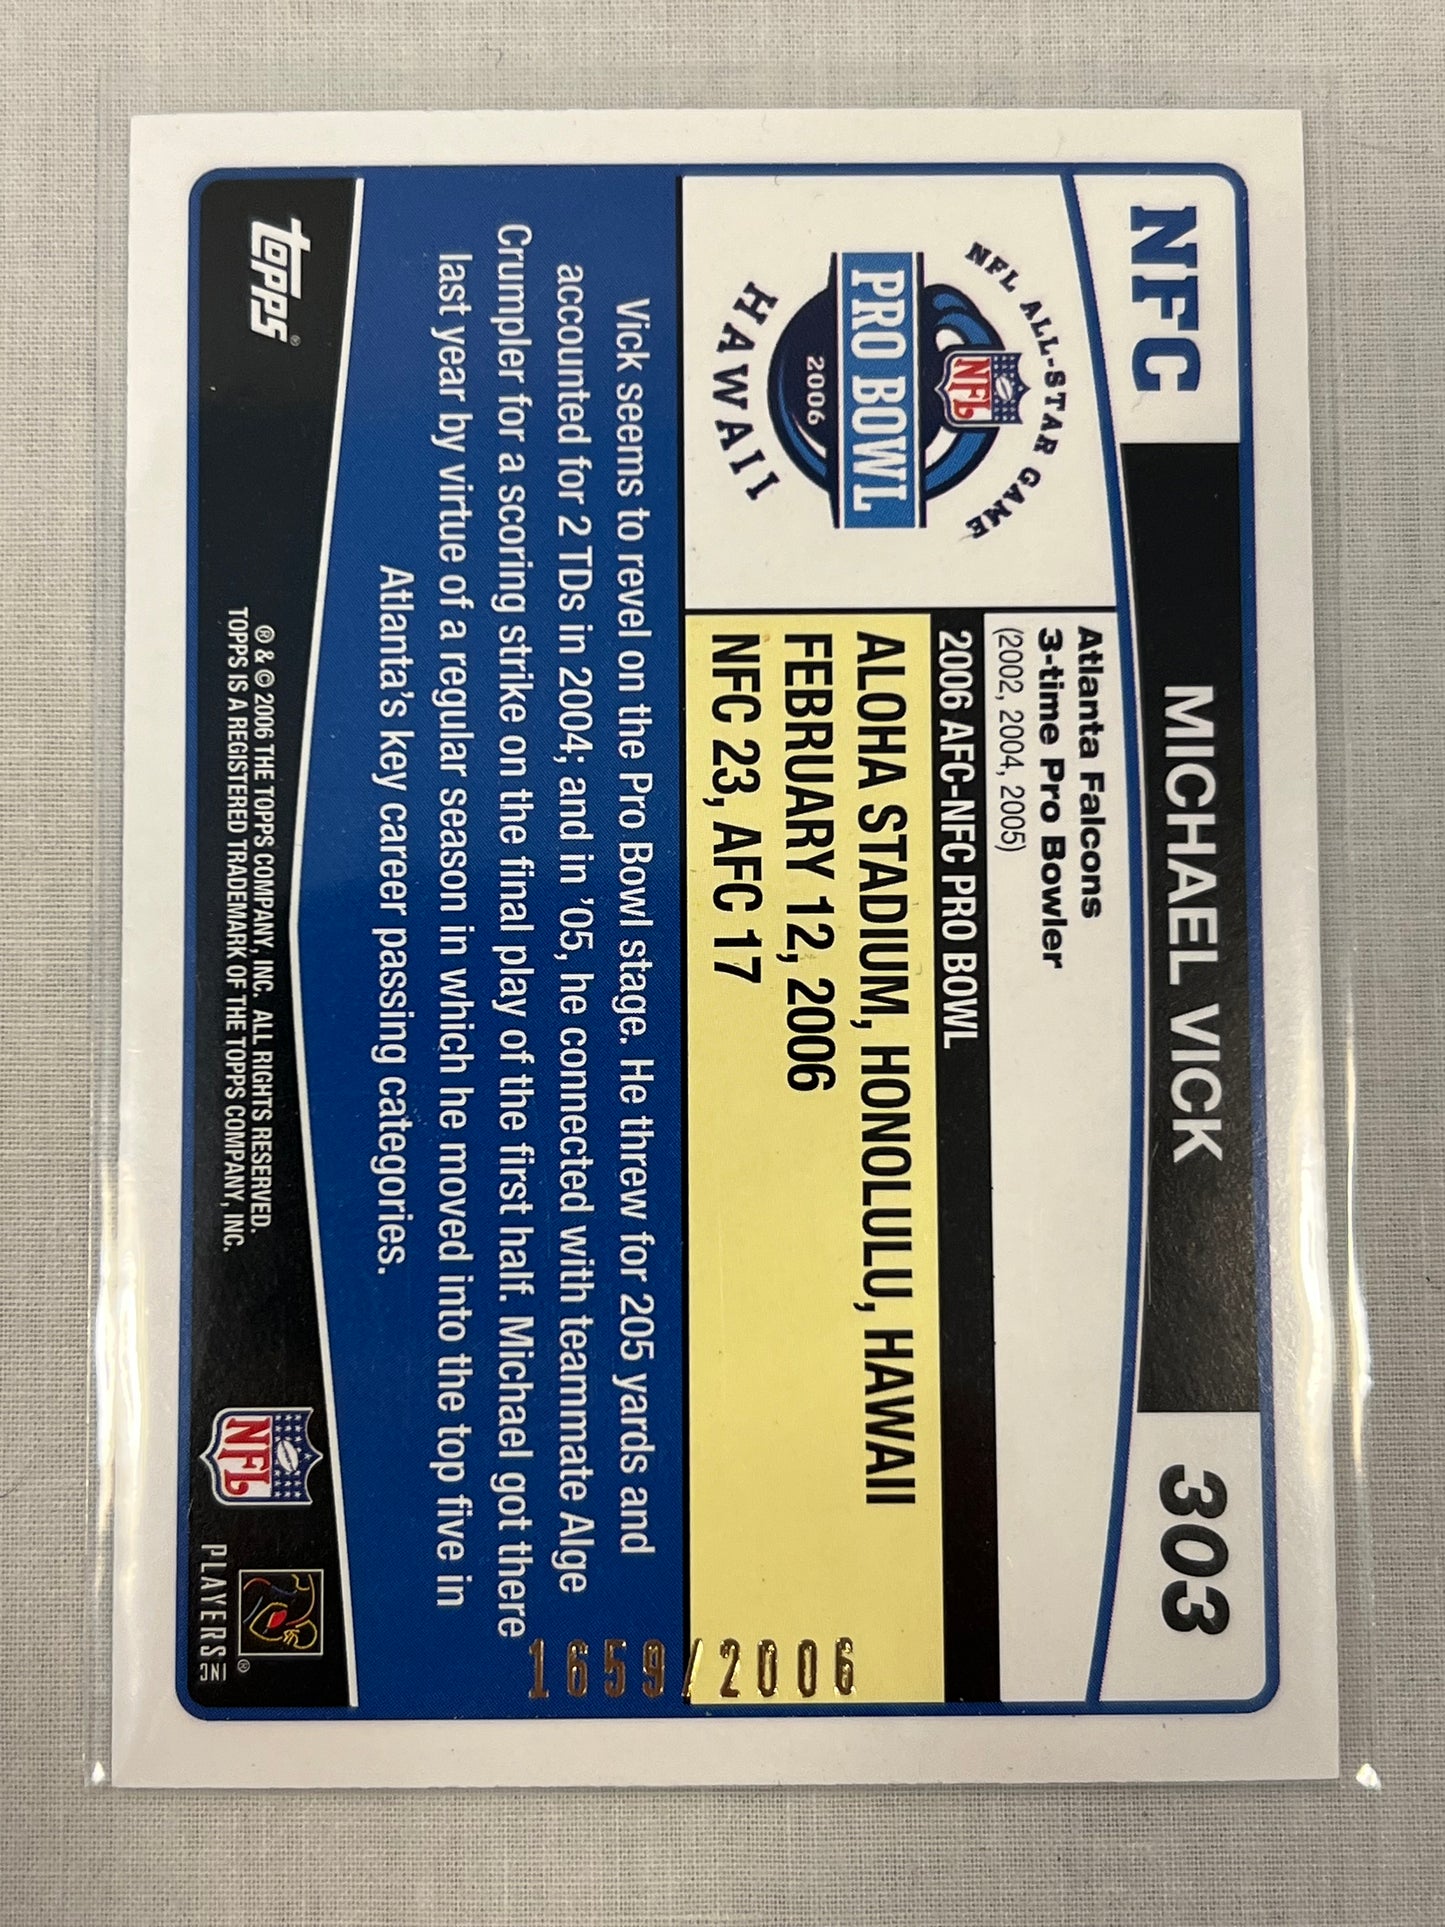 NFC
MICHAEL VICK
303
NFL ALL-STAR GAME
NFL
PRO BOWL
2006
HAWAII
Atlanta Falcons
3-time Pro Bowler
(2002, 2004, 2005)
2006 AFC-NFC PRO BOWL
ALOHA STADIUM, HONOLULU, HAWAII
FEBRUARY 12, 2006
NFC 23, AFC 17
1659/2006
Vick seems to revel on the Pro Bowl stage. He threw for 205 yards and
accounted for 2 TDs in 2004; and in ’05, he connected with teammate Alge
Crumpler for a scoring strike on the final play of the first half. Michael got there
last year by virtue of a regular season in which he moved into the top five in
Atlanta’s key career passing categories.
topps®
® & © 2006 THE TOPPS COMPANY, INC. ALL RIGHTS RESERVED.
TOPPS IS A REGISTERED TRADEMARK OF THE TOPPS COMPANY, INC.
NFL
®
PLAYERS INC